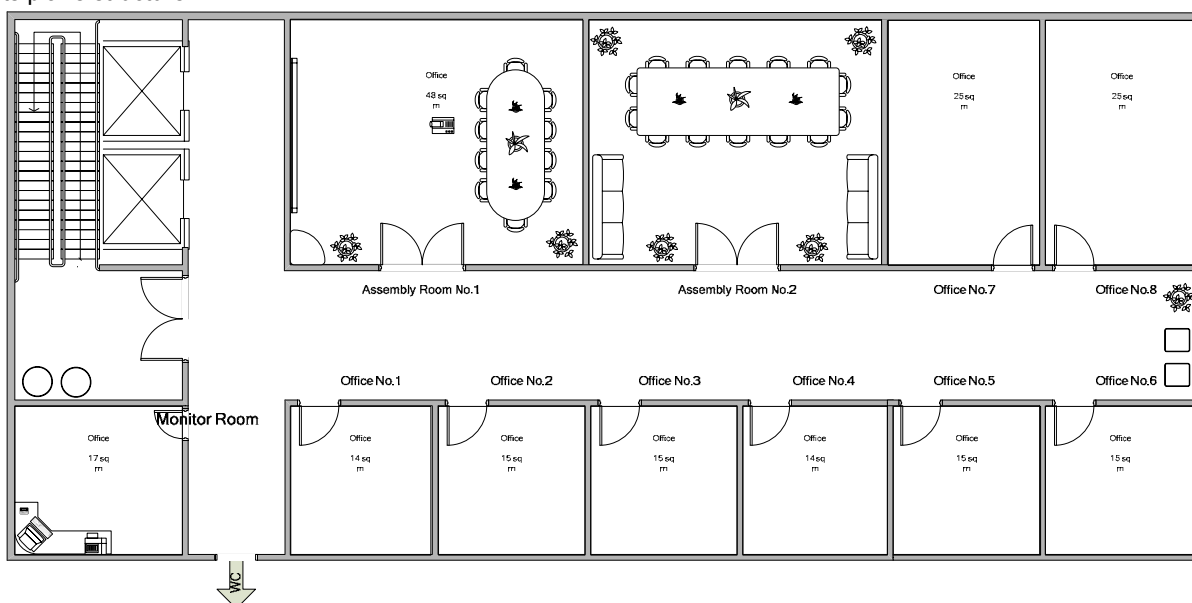 Office
48 sq
m
Office
25 sq
m
Office
25 sq
m
Assembly Room No.1
Assembly Room No.2
Office No.7
Office No.8
Office No.1
Office No.2
Office No.3
Office No.4
Office No.5
Office No.6
Monitor Room
Office
17 sq
m
Office
14 sq
m
Office
15 sq
m
Office
15 sq
m
Office
14 sq
m
Office
15 sq
m
Office
15 sq
m
WC